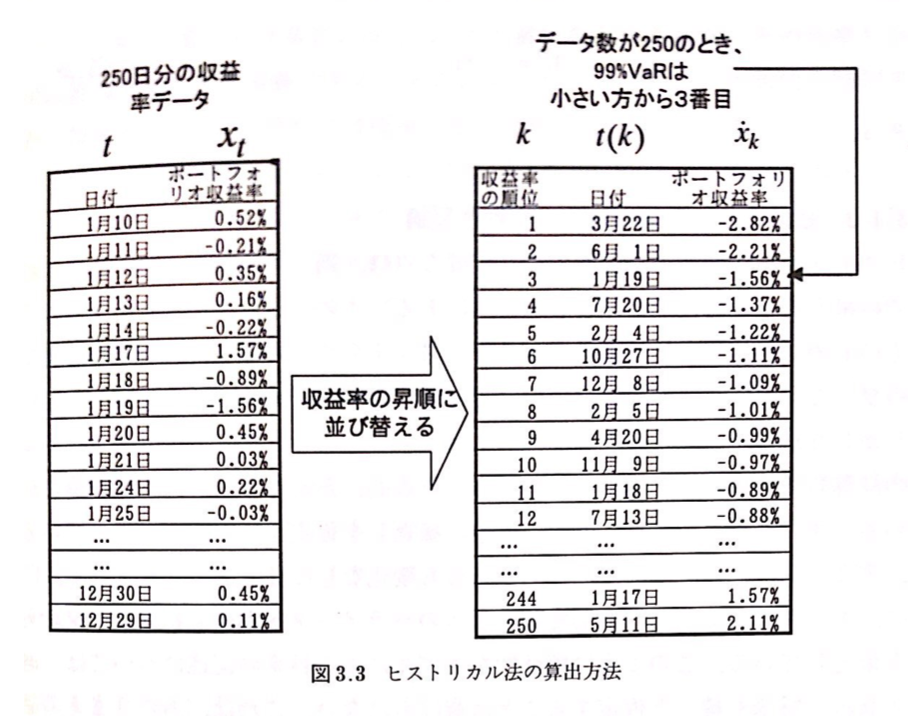 250日分の収益
率データ
t x_t
日付 ポートフォ
リオ収益率
1月10日 0.52%
1月11日 -0.21%
1月12日 0.35%
1月13日 0.16%
1月14日 -0.22%
1月17日 1.57%
1月18日 -0.89%
1月19日 -1.56%
1月20日 0.45%
1月21日 0.03%
1月24日 0.22%
1月25日 -0.03%
… …
… …
12月30日 0.45%
12月29日 0.11%
収益率の昇順に
並び替える
データ数が250のとき、
99%VaRは
小さい方から3番目
k t(k) ẋ_k
収益率
の順位 日付 ポートフォリ
オ収益率
1 3月22日 -2.82%
2 6月 1日 -2.21%
3 1月19日 -1.56%
4 7月20日 -1.37%
5 2月 4日 -1.22%
6 10月27日 -1.11%
7 12月 8日 -1.09%
8 2月 5日 -1.01%
9 4月20日 -0.99%
10 11月 9日 -0.97%
11 1月18日 -0.89%
12 7月13日 -0.88%
… … …
… … …
244 1月17日 1.57%
250 5月11日 2.11%
図3.3 ヒストリカル法の算出方法